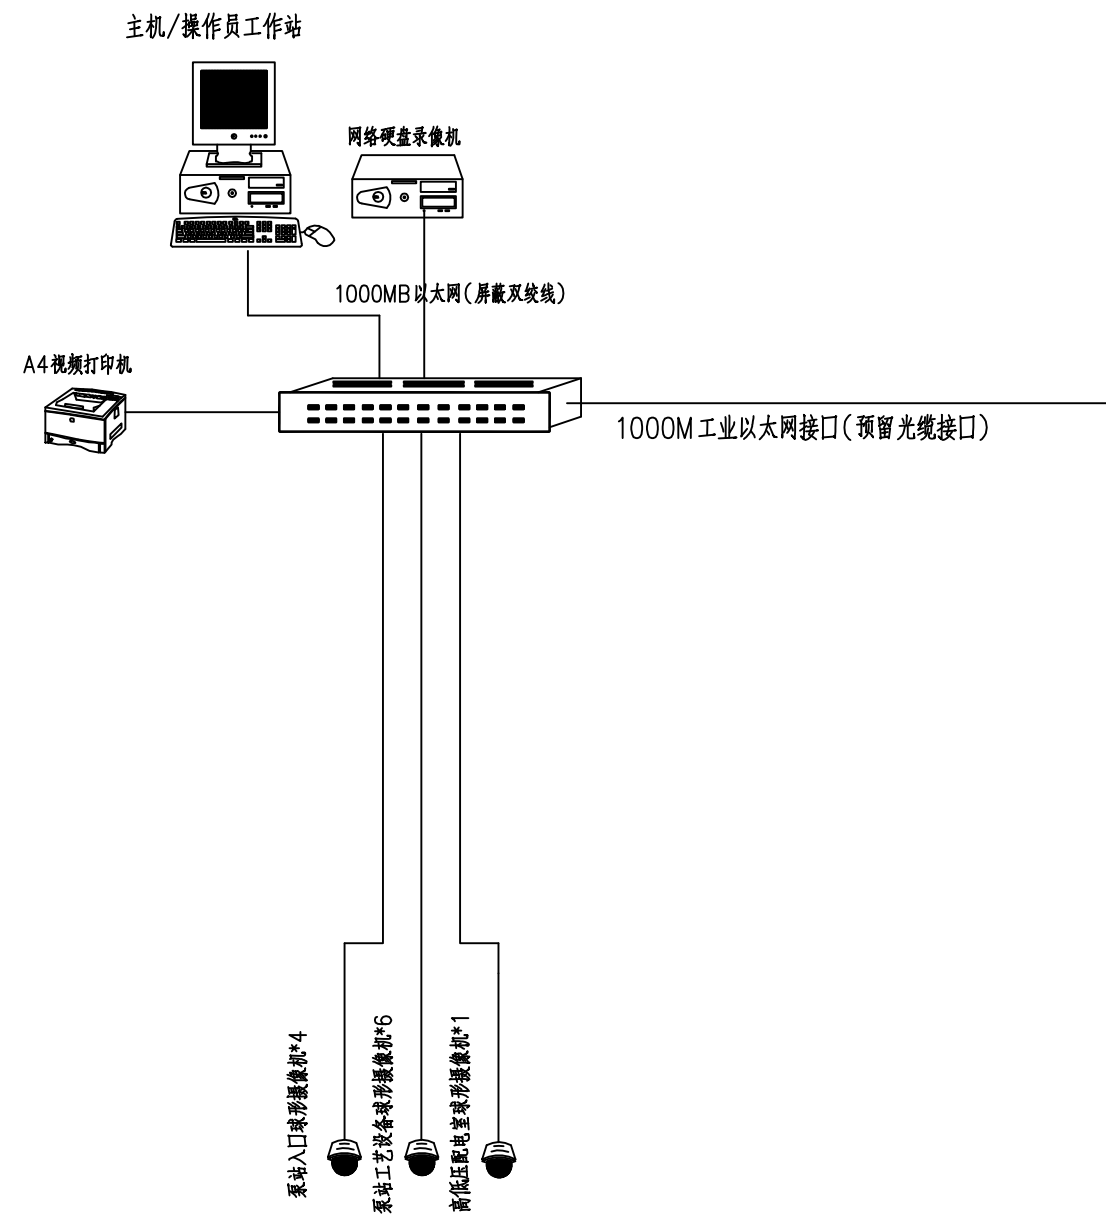 主机/操作员工作站
网络硬盘录像机
1000MB以太网(屏蔽双绞线)
A4视频打印机
1000M工业以太网接口(预留光缆接口)
泵站入口球形摄像机*4
泵站工艺设备球形摄像机*6
高低压配电室球形摄像机*1